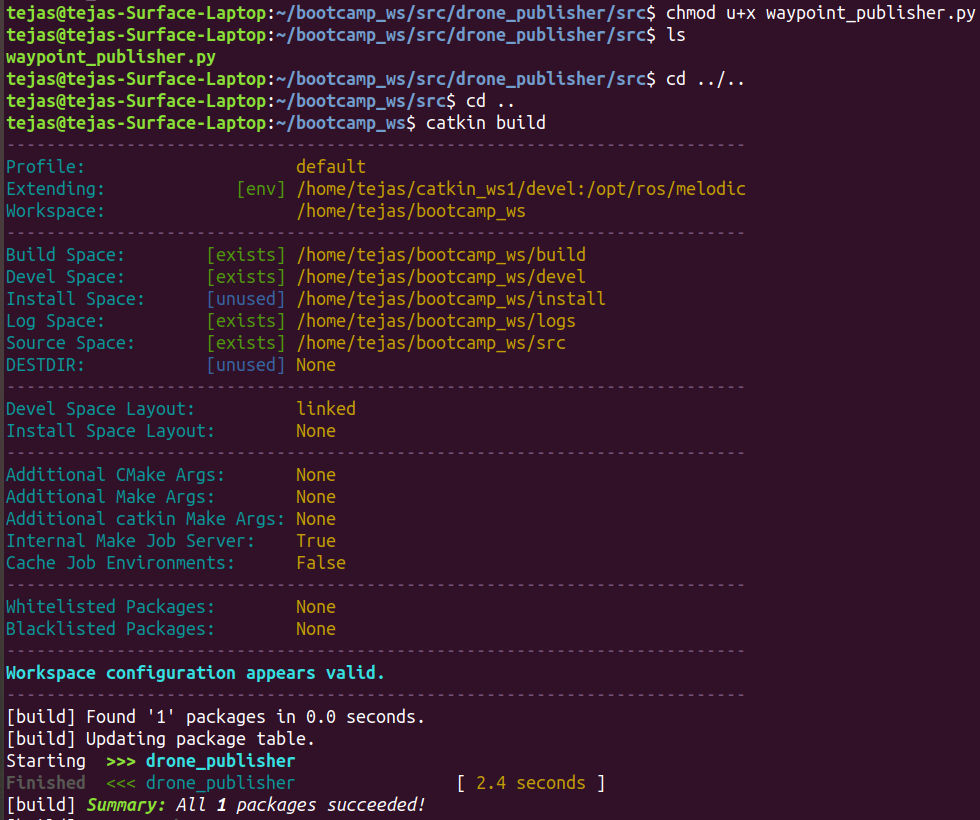 tejas@tejas-Surface-Laptop:~/bootcamp_ws/src/drone_publisher/src$ chmod u+x waypoint_publisher.py
tejas@tejas-Surface-Laptop:~/bootcamp_ws/src/drone_publisher/src$ ls
waypoint_publisher.py
tejas@tejas-Surface-Laptop:~/bootcamp_ws/src/drone_publisher/src$ cd ../..
tejas@tejas-Surface-Laptop:~/bootcamp_ws/src$ cd ..
tejas@tejas-Surface-Laptop:~/bootcamp_ws$ catkin build
--------------------------------------------------------------------------
Profile:                     default
Extending:             [env] /home/tejas/catkin_ws1/devel:/opt/ros/melodic
Workspace:                   /home/tejas/bootcamp_ws
--------------------------------------------------------------------------
Build Space:        [exists] /home/tejas/bootcamp_ws/build
Devel Space:        [exists] /home/tejas/bootcamp_ws/devel
Install Space:      [unused] /home/tejas/bootcamp_ws/install
Log Space:          [exists] /home/tejas/bootcamp_ws/logs
Source Space:       [exists] /home/tejas/bootcamp_ws/src
DESTDIR:            [unused] None
--------------------------------------------------------------------------
Devel Space Layout:          linked
Install Space Layout:        None
--------------------------------------------------------------------------
Additional CMake Args:       None
Additional Make Args:        None
Additional catkin Make Args: None
Internal Make Job Server:    True
Cache Job Environments:      False
--------------------------------------------------------------------------
Whitelisted Packages:        None
Blacklisted Packages:        None
--------------------------------------------------------------------------
Workspace configuration appears valid.
--------------------------------------------------------------------------
[build] Found '1' packages in 0.0 seconds.
[build] Updating package table.
Starting  >>> drone_publisher
Finished  <<< drone_publisher                [ 2.4 seconds ]
[build] Summary: All 1 packages succeeded!